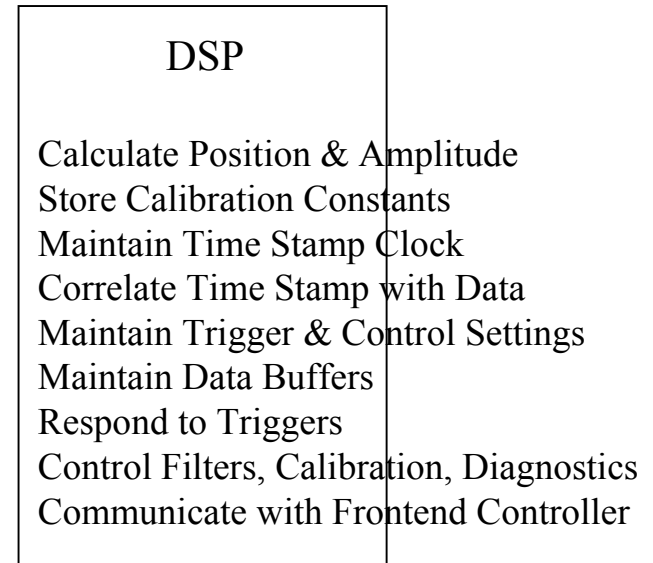 DSP
Calculate Position & Amplitude
Store Calibration Constants
Maintain Time Stamp Clock
Correlate Time Stamp with Data
Maintain Trigger & Control Settings
Maintain Data Buffers
Respond to Triggers
Control Filters, Calibration, Diagnostics
Communicate with Frontend Controller